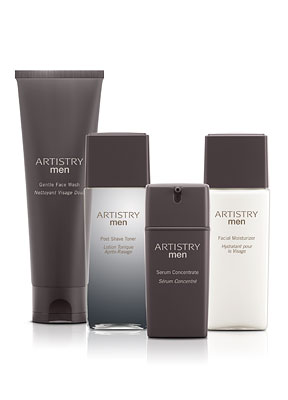 ARTISTRY
men
Gentle Face Wash
Nettoyant Visage Doux
ARTISTRY
men
Post Shave Toner
Lotion Tonique
Après-Rasage
ARTISTRY
men
Serum Concentrate
Sérum Concentré
ARTISTRY
men
Facial Moisturizer
Hydratant pour
le Visage